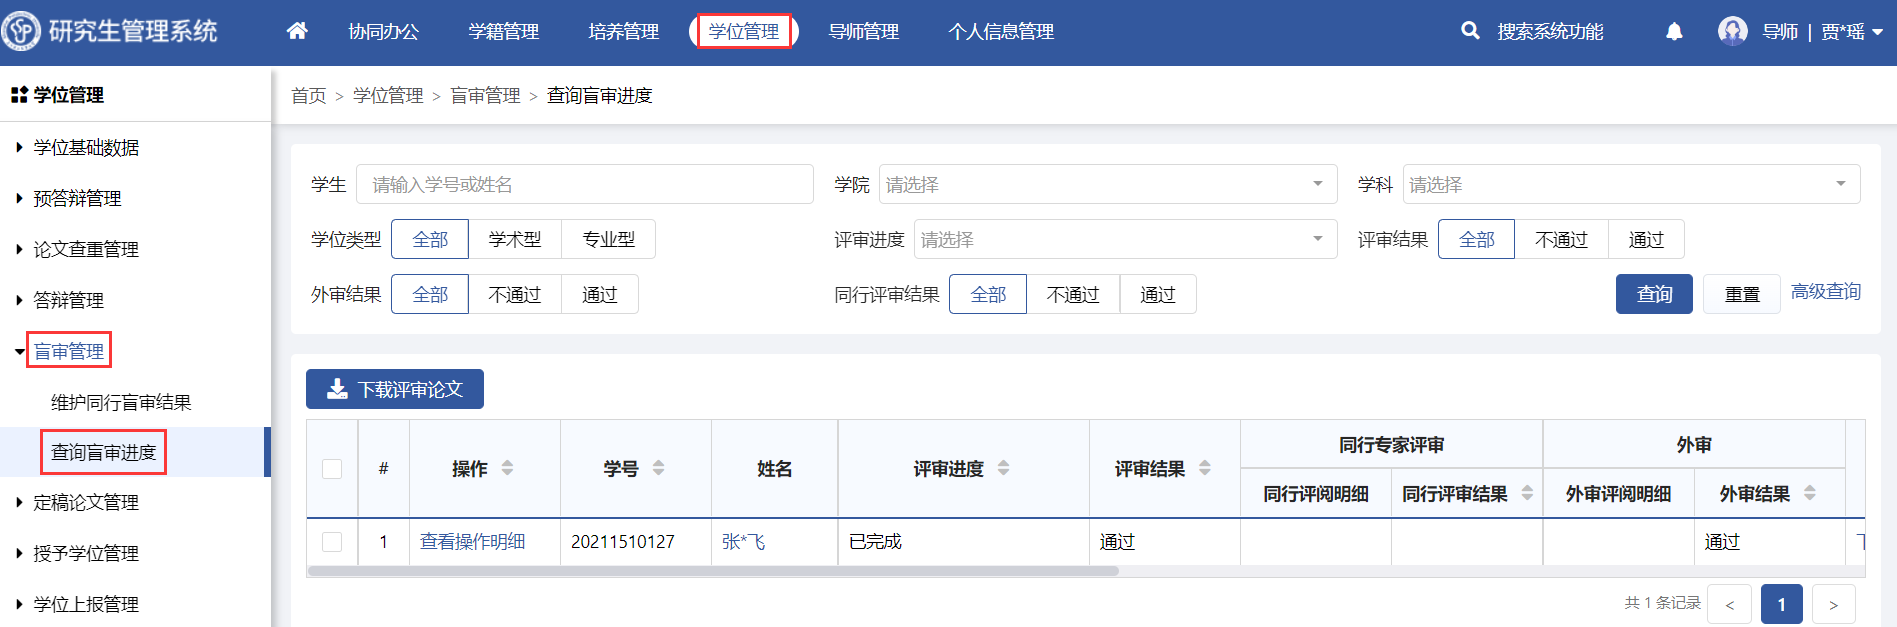 研究生管理系统
协同办公 学籍管理 培养管理 学位管理 导师管理 个人信息管理 搜索系统功能 导师 | 贾*瑶
学位管理
学位基础数据
预答辩管理
论文查重管理
答辩管理
盲审管理
维护同行盲审结果
查询盲审进度
定稿论文管理
授予学位管理
学位上报管理
首页 > 学位管理 > 盲审管理 > 查询盲审进度
学生 请输入学号或姓名 学院 请选择 学科 请选择
学位类型 全部 学术型 专业型 评审进度 请选择 评审结果 全部 不通过 通过
外审结果 全部 不通过 通过 同行评审结果 全部 不通过 通过 查询 重置 高级查询
下载评审论文
# 操作 学号 姓名 评审进度 评审结果 同行专家评审 外审
同行评阅明细 同行评审结果 外审评阅明细 外审结果
1 查看操作明细 20211510127 张*飞 已完成 通过 通过
共 1 条记录 < 1 >